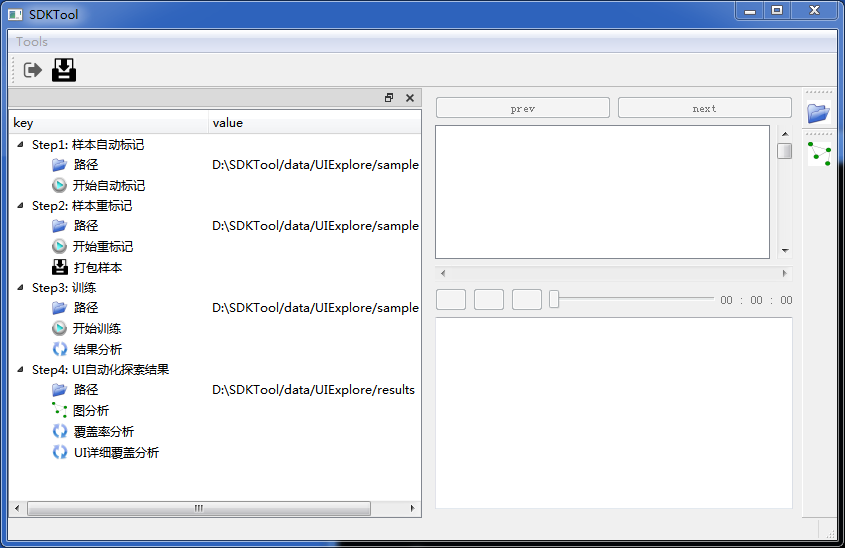 SDKTool
Tools
key value
Step1: 样本自动标记
路径 D:\SDKTool/data/UIExplore/sample
开始自动标记
Step2: 样本重标记
路径 D:\SDKTool/data/UIExplore/sample
开始重标记
打包样本
Step3: 训练
路径 D:\SDKTool/data/UIExplore/sample
开始训练
结果分析
Step4: UI自动化探索结果
路径 D:\SDKTool/data/UIExplore/results
图分析
覆盖率分析
UI详细覆盖分析
prev next
00 : 00 : 00